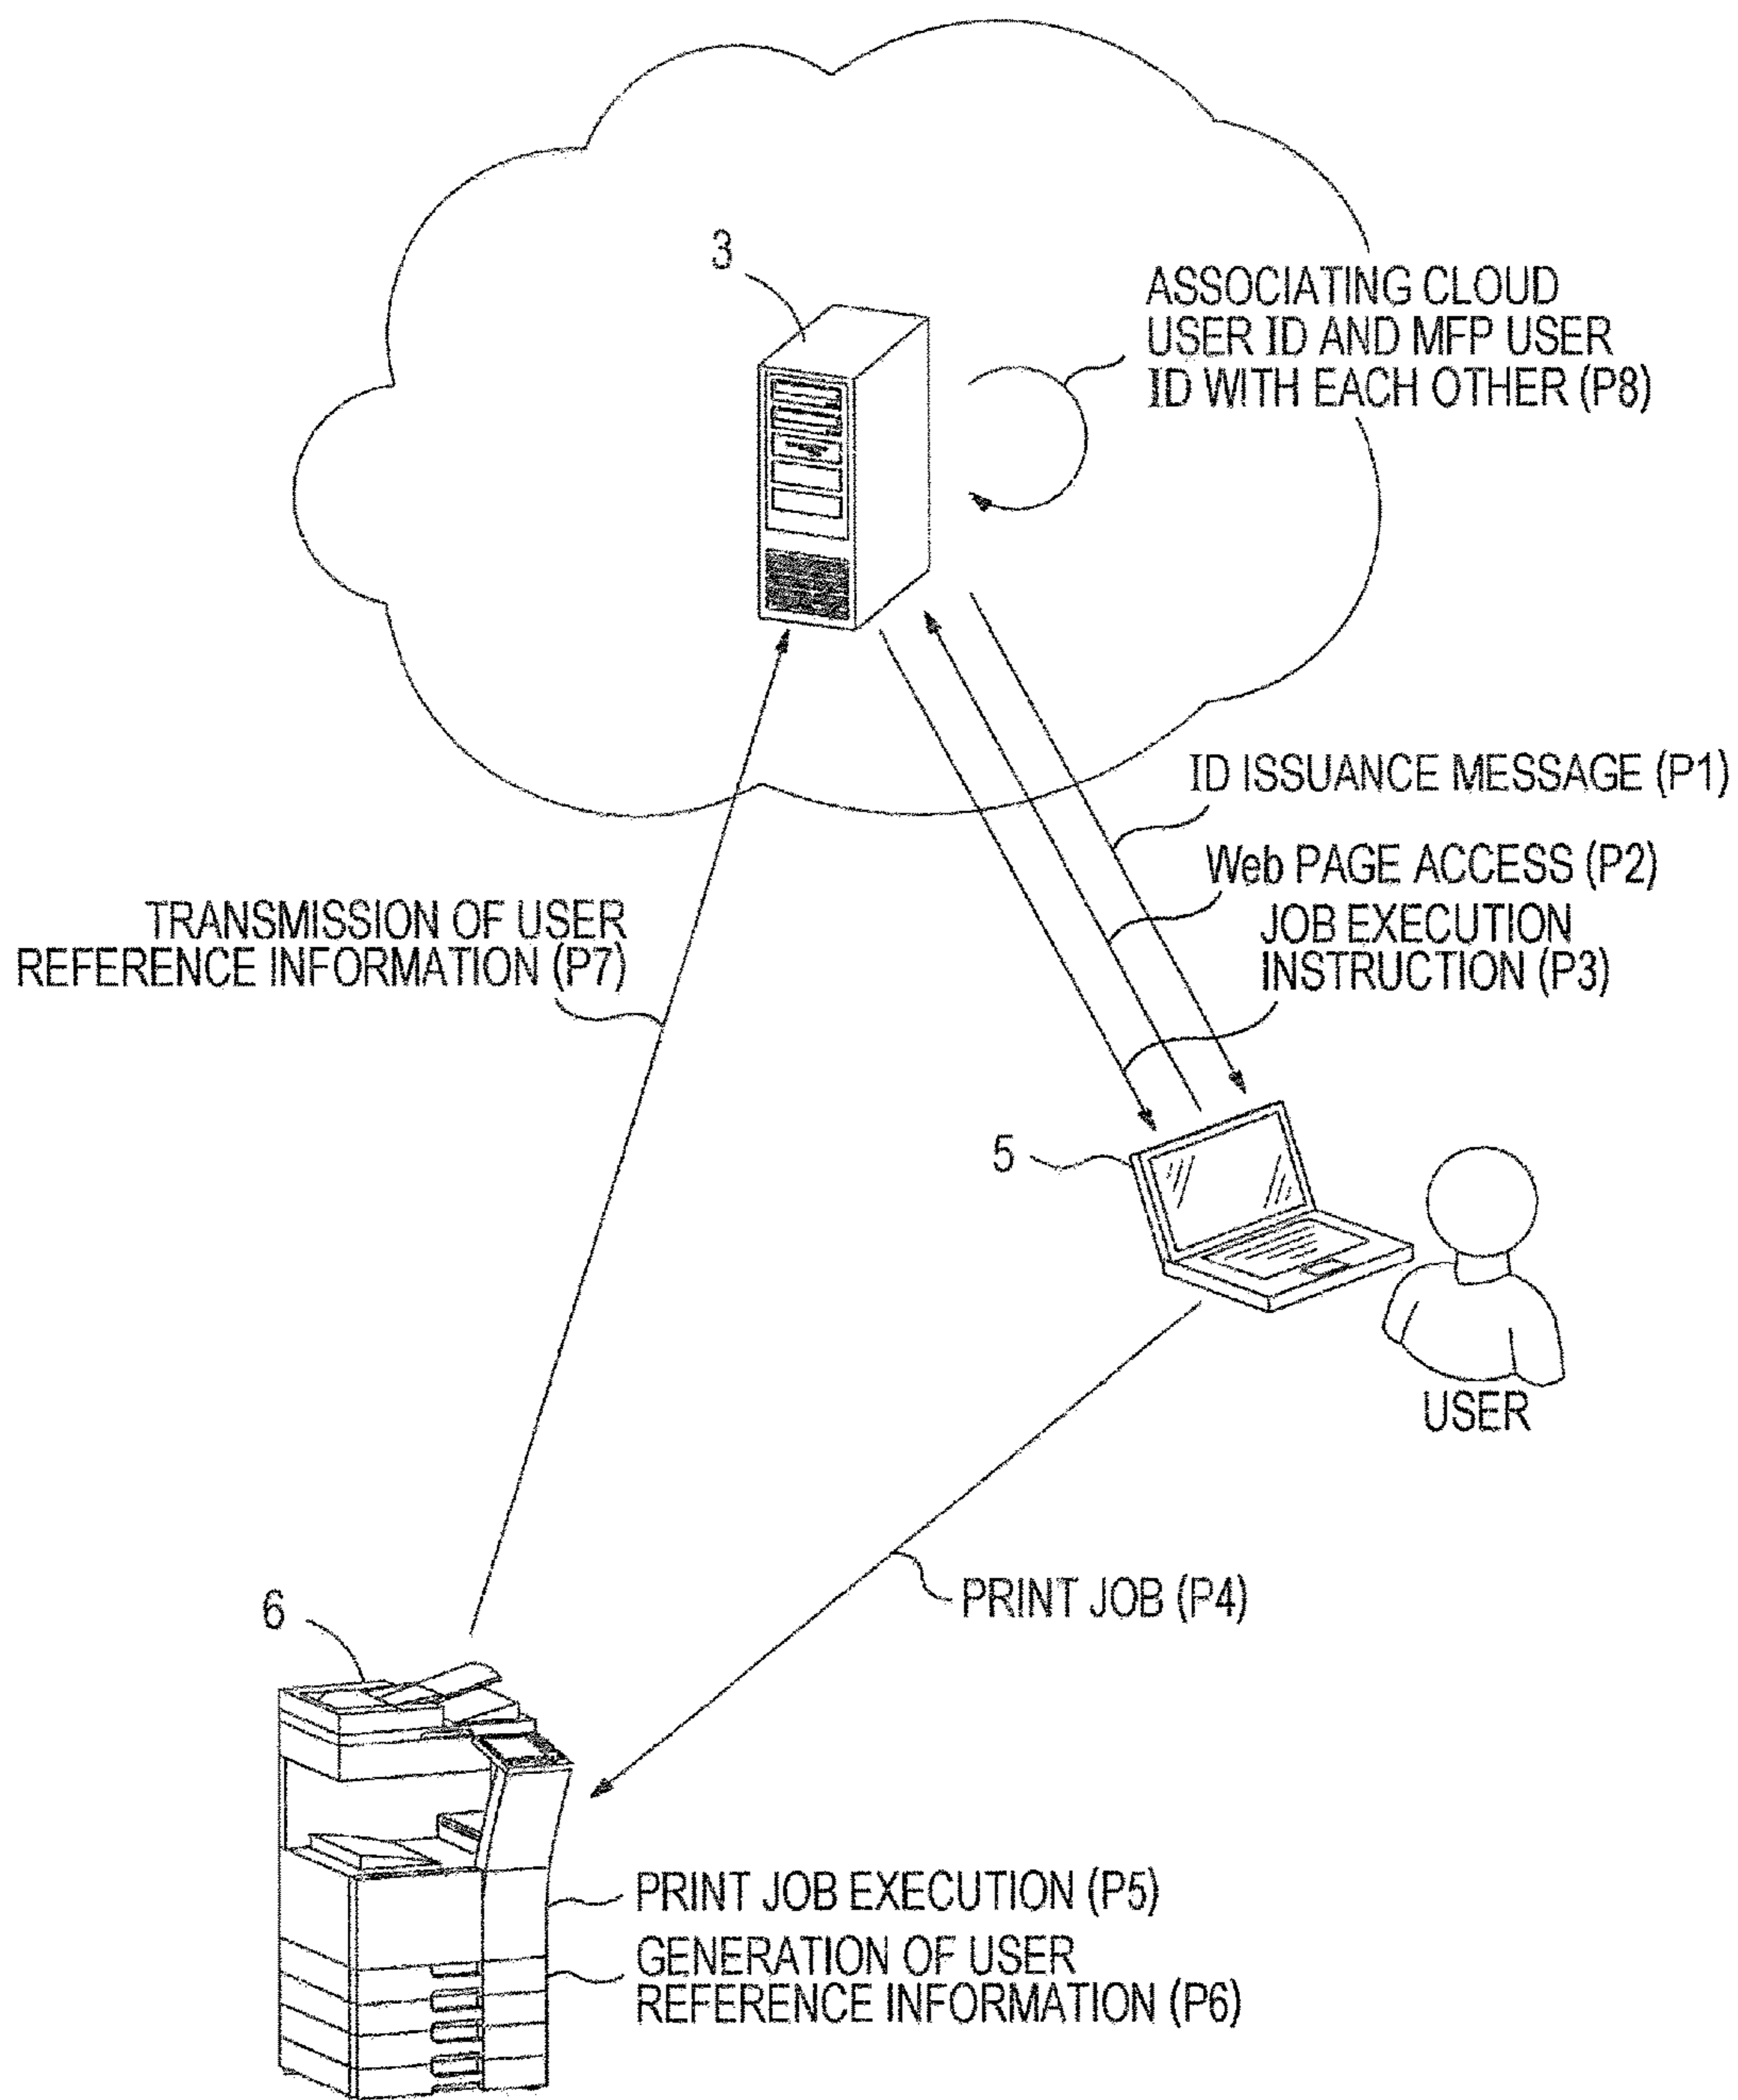 3
ASSOCIATING CLOUD
USER ID AND MFP USER
ID WITH EACH OTHER (P8)
ID ISSUANCE MESSAGE (P1)
Web PAGE ACCESS (P2)
JOB EXECUTION
INSTRUCTION (P3)
TRANSMISSION OF USER
REFERENCE INFORMATION (P7)
5
USER
PRINT JOB (P4)
6
PRINT JOB EXECUTION (P5)
GENERATION OF USER
REFERENCE INFORMATION (P6)